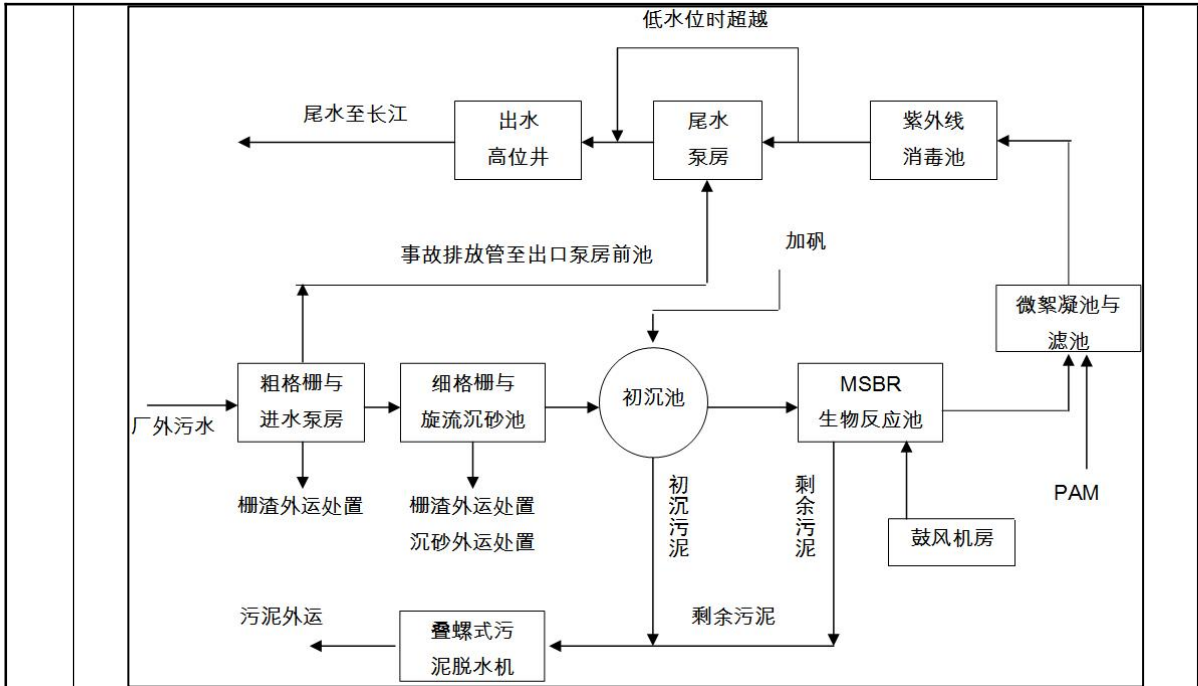 低水位时超越
尾水至长江
出水
高位井
尾水
泵房
紫外线
消毒池
事故排放管至出口泵房前池
加矾
微絮凝池与
滤池
厂外污水
粗格栅与
进水泵房
细格栅与
旋流沉砂池
初沉池
MSBR
生物反应池
栅渣外运处置
栅渣外运处置
沉砂外运处置
初沉污泥
剩余污泥
鼓风机房
PAM
污泥外运
叠螺式污
泥脱水机
剩余污泥